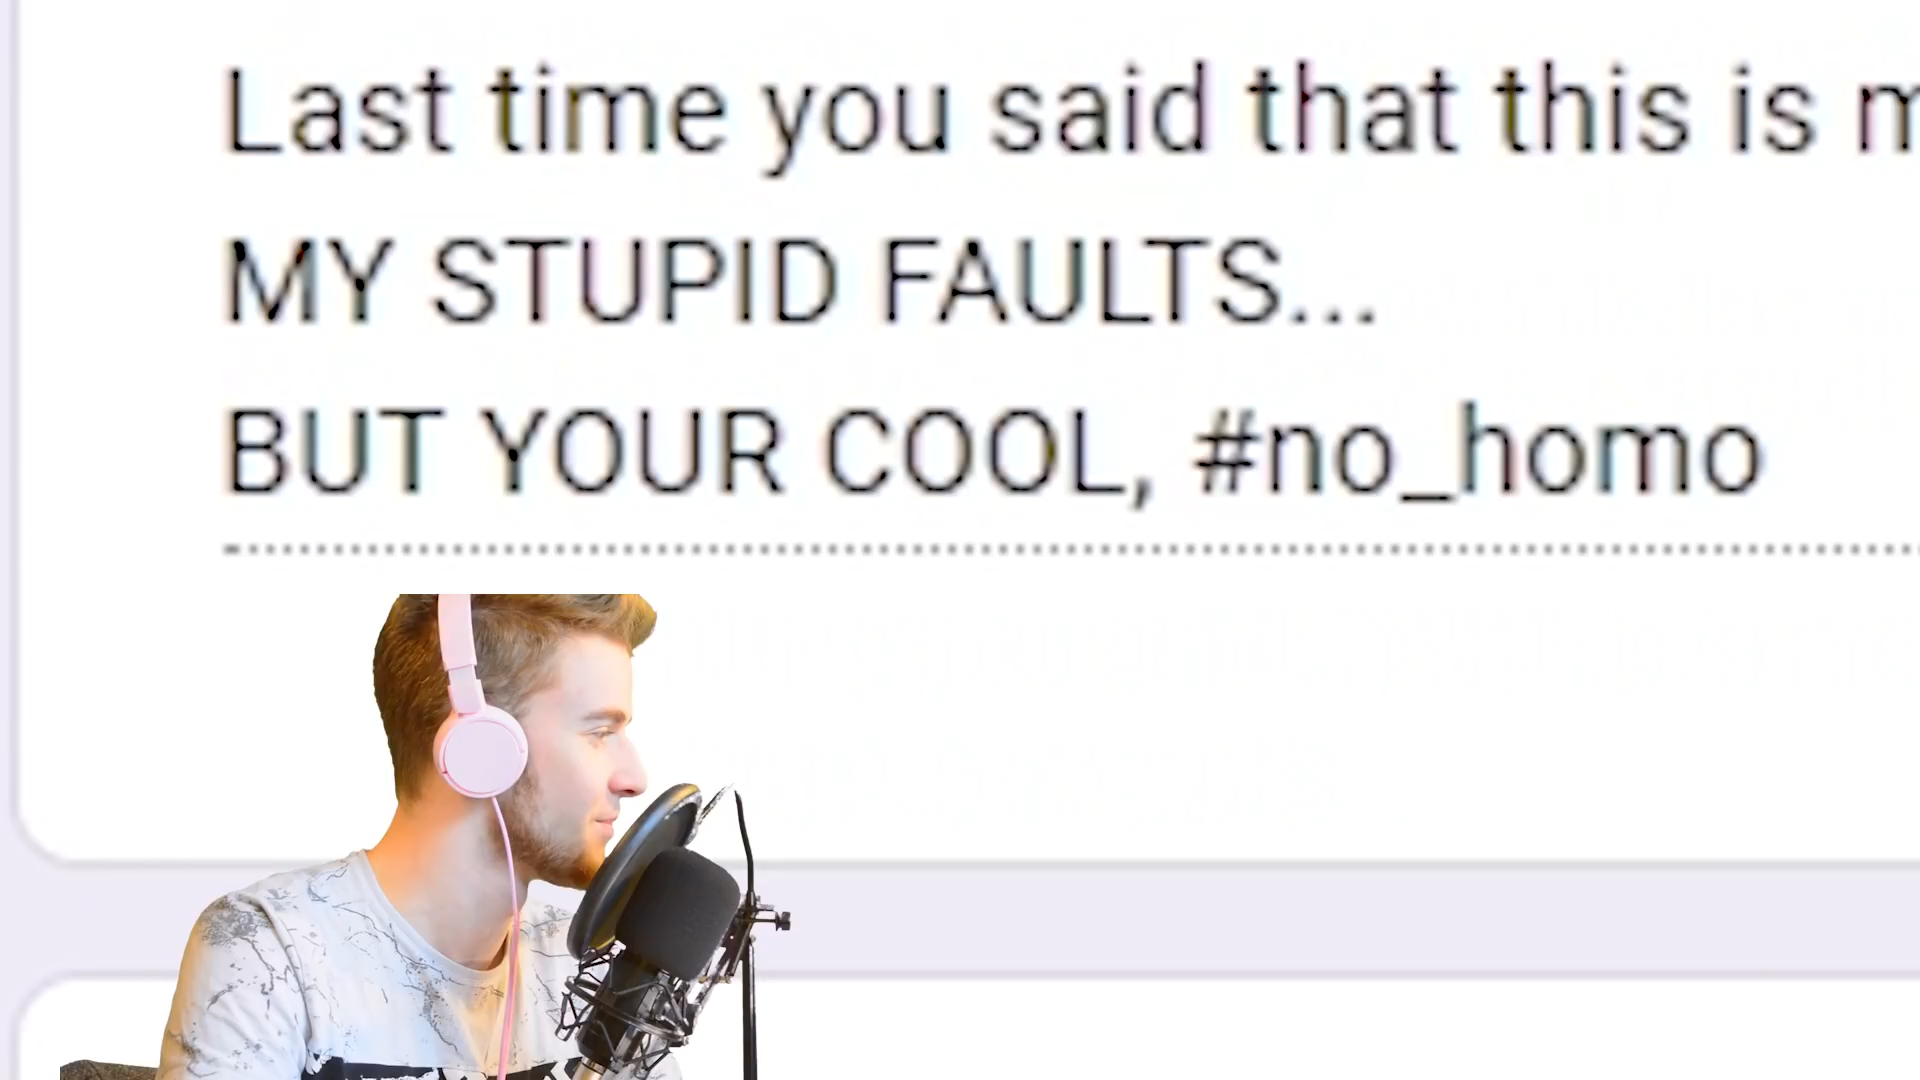 Last time you said that this is
MY STUPID FAULTS...
BUT YOUR COOL, #no_homo